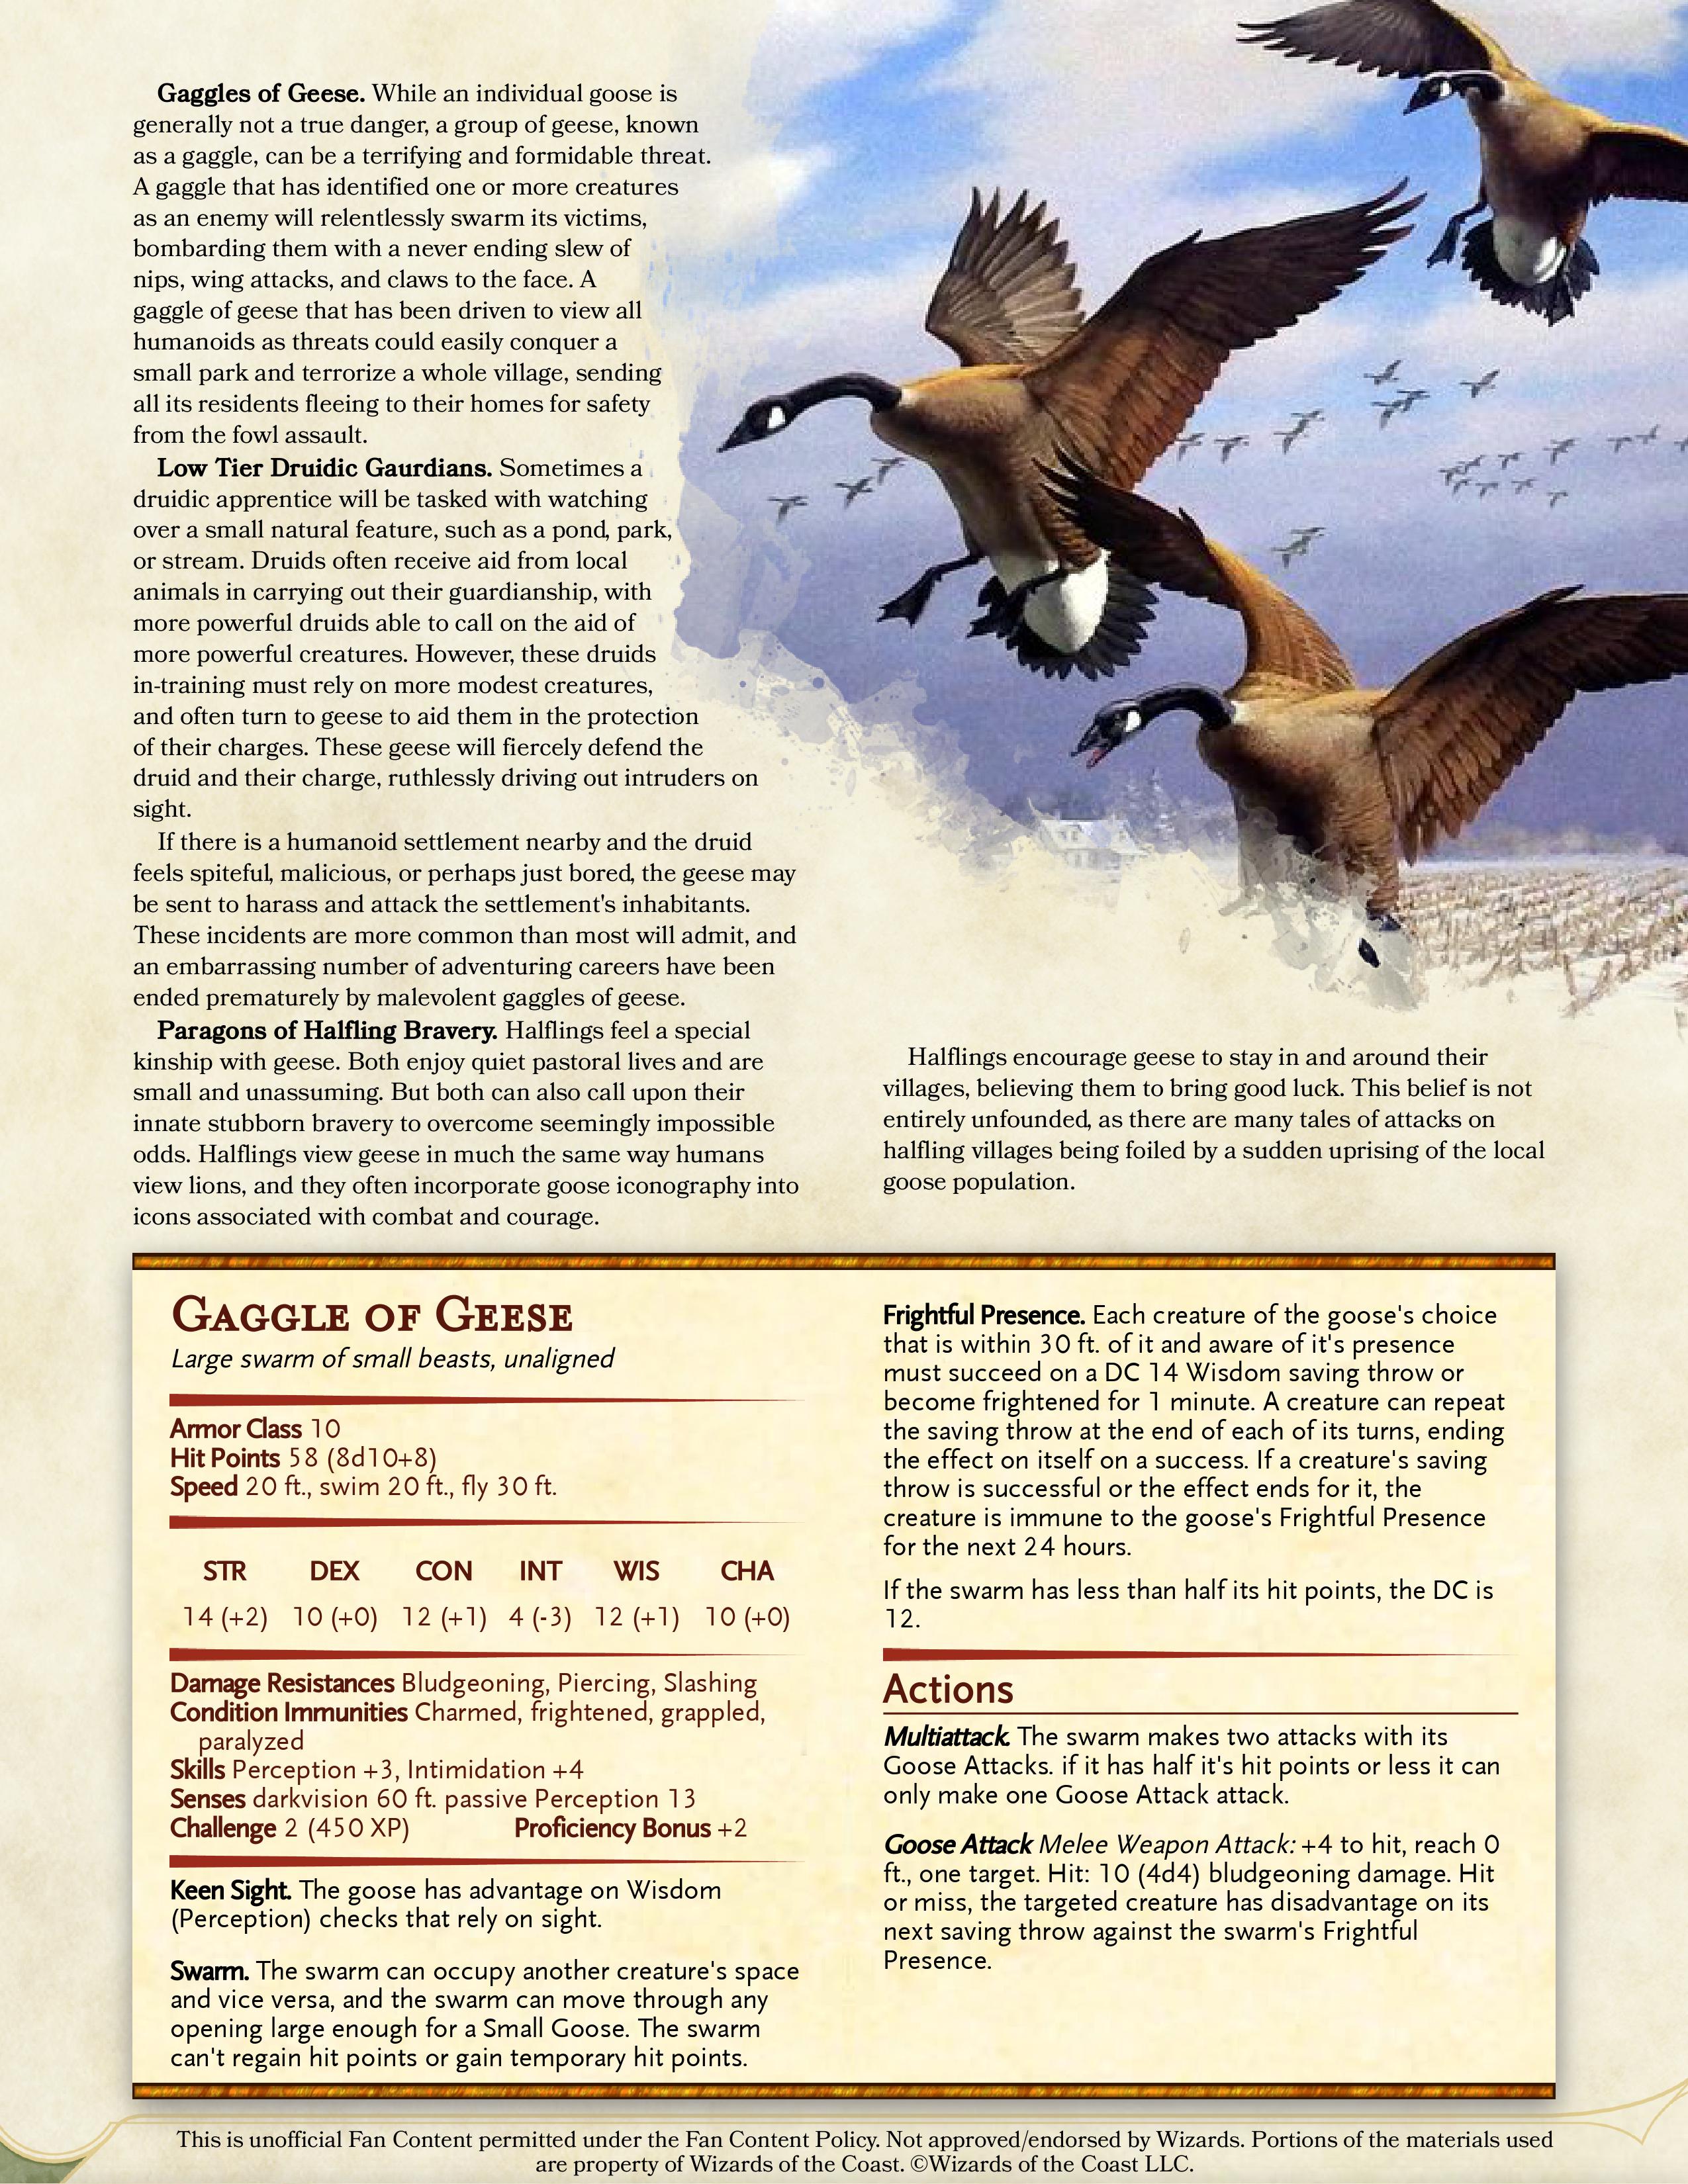 Gaggles of Geese. While an individual goose is
generally not a true danger, a group of geese, known
as a gaggle, can be a terrifying and formidable threat.
A gaggle that has identified one or more creatures
as an enemy will relentlessly swarm its victims,
bombarding them with a never ending slew of
nips, wing attacks, and claws to the face. A
gaggle of geese that has been driven to view all
humanoids as threats could easily conquer a
small park and terrorize a whole village, sending
all its residents fleeing to their homes for safety
from the fowl assault.
Low Tier Druidic Gaurdians. Sometimes a
druidic apprentice will be tasked with watching
over a small natural feature, such as a pond, park,
or stream. Druids often receive aid from local
animals in carrying out their guardianship, with
more powerful druids able to call on the aid of
more powerful creatures. However, these druids
in-training must rely on more modest creatures,
and often turn to geese to aid them in the protection
of their charges. These geese will fiercely defend the
druid and their charge, ruthlessly driving out intruders on
sight.
If there is a humanoid settlement nearby and the druid
feels spiteful, malicious, or perhaps just bored, the geese may
be sent to harass and attack the settlement's inhabitants.
These incidents are more common than most will admit, and
an embarrassing number of adventuring careers have been
ended prematurely by malevolent gaggles of geese.
Paragons of Halfling Bravery. Halflings feel a special
kinship with geese. Both enjoy quiet pastoral lives and are
small and unassuming. But both can also call upon their
innate stubborn bravery to overcome seemingly impossible
odds. Halflings view geese in much the same way humans
view lions, and they often incorporate goose iconography into
icons associated with combat and courage.
Halflings encourage geese to stay in and around their
villages, believing them to bring good luck. This belief is not
entirely unfounded, as there are many tales of attacks on
halfling villages being foiled by a sudden uprising of the local
goose population.
Gaggle of Geese
Large swarm of small beasts, unaligned
Armor Class 10
Hit Points 58 (8d10+8)
Speed 20 ft., swim 20 ft., fly 30 ft.
STR DEX CON INT WIS CHA
14 (+2) 10 (+0) 12 (+1) 4 (-3) 12 (+1) 10 (+0)
Damage Resistances Bludgeoning, Piercing, Slashing
Condition Immunities Charmed, frightened, grappled,
paralyzed
Skills Perception +3, Intimidation +4
Senses darkvision 60 ft. passive Perception 13
Challenge 2 (450 XP) Proficiency Bonus +2
Keen Sight. The goose has advantage on Wisdom
(Perception) checks that rely on sight.
Swarm. The swarm can occupy another creature's space
and vice versa, and the swarm can move through any
opening large enough for a Small Goose. The swarm
can't regain hit points or gain temporary hit points.
Frightful Presence. Each creature of the goose's choice
that is within 30 ft. of it and aware of it's presence
must succeed on a DC 14 Wisdom saving throw or
become frightened for 1 minute. A creature can repeat
the saving throw at the end of each of its turns, ending
the effect on itself on a success. If a creature's saving
throw is successful or the effect ends for it, the
creature is immune to the goose's Frightful Presence
for the next 24 hours.
If the swarm has less than half its hit points, the DC is
12.
Actions
Multiattack. The swarm makes two attacks with its
Goose Attacks. if it has half it's hit points or less it can
only make one Goose Attack attack.
Goose Attack Melee Weapon Attack: +4 to hit, reach 0
ft., one target. Hit: 10 (4d4) bludgeoning damage. Hit
or miss, the targeted creature has disadvantage on its
next saving throw against the swarm's Frightful
Presence.
This is unofficial Fan Content permitted under the Fan Content Policy. Not approved/endorsed by Wizards. Portions of the materials used
are property of Wizards of the Coast. ©Wizards of the Coast LLC.